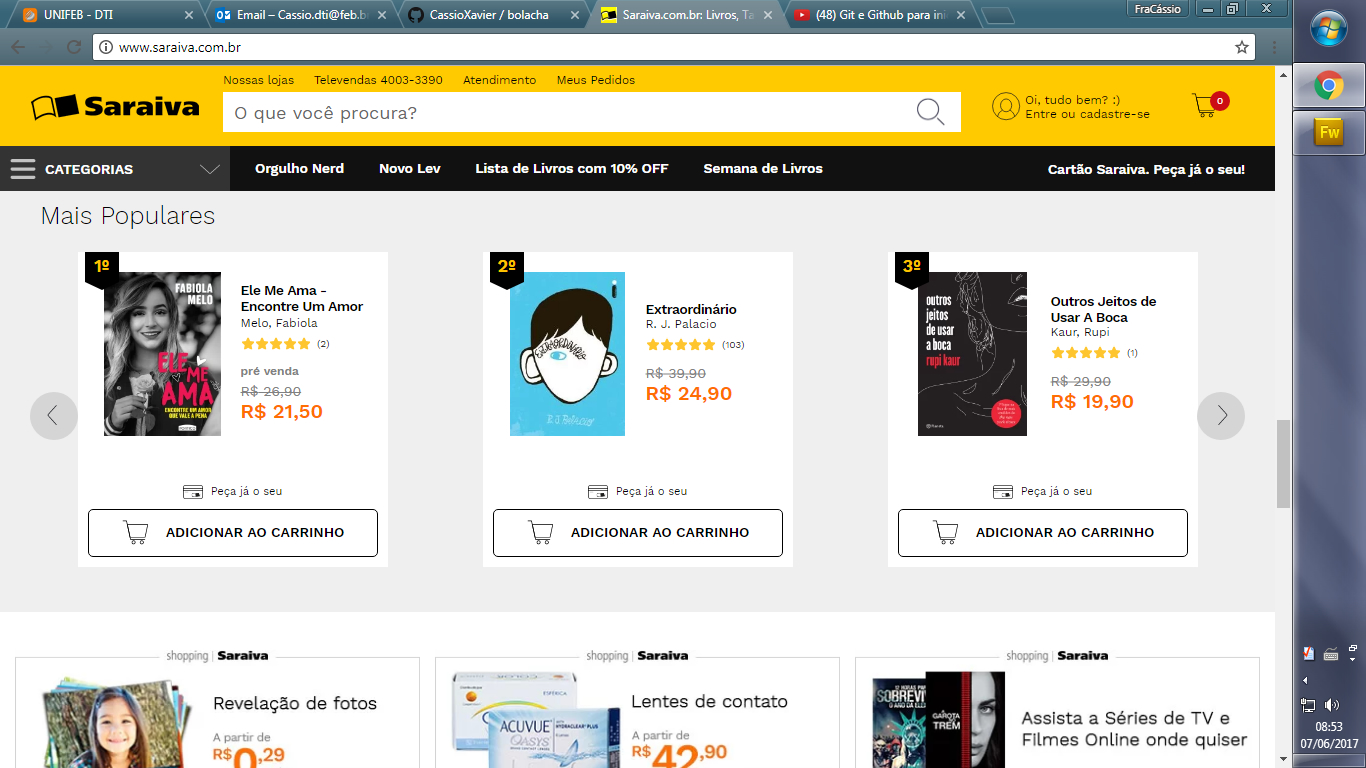 UNIFEB - DTI
Email – Cassio.dti@feb.br
CassioXavier / bolacha
Saraiva.com.br: Livros, Ta
(48) Git e Github para ini
FraCássio
www.saraiva.com.br
Nossas lojas Televendas 4003-3390 Atendimento Meus Pedidos
Saraiva
O que você procura?
Oi, tudo bem? :)
Entre ou cadastre-se
0
CATEGORIAS
Orgulho Nerd Novo Lev Lista de Livros com 10% OFF Semana de Livros
Cartão Saraiva. Peça já o seu!
Mais Populares
1º
FABIOLA
MELO
ELE
ME
AMA
ENCONTRE UM AMOR
QUE VALE A PENA
Ele Me Ama -
Encontre Um Amor
Melo, Fabiola
(2)
pré venda
R$ 26,90
R$ 21,50
Peça já o seu
ADICIONAR AO CARRINHO
2º
EXTRAORDINÁRIO
R. J. PALACIO
Extraordinário
R. J. Palacio
(103)
R$ 39,90
R$ 24,90
Peça já o seu
ADICIONAR AO CARRINHO
3º
outros
jeitos
de usar
a boca
rupi kaur
Outros Jeitos de
Usar A Boca
Kaur, Rupi
(1)
R$ 29,90
R$ 19,90
Peça já o seu
ADICIONAR AO CARRINHO
shopping | Saraiva
Revelação de fotos
A partir de
R$0,29
shopping | Saraiva
ESFÉRICA
ACUVUE
OASYS
WITH HYDRACLEAR PLUS
Lentes de contato
A partir de
R$42,90
shopping | Saraiva
A GAROTA
NO
TREM
Assista a Séries de TV e
Filmes Online onde quiser
Fw
08:53
07/06/2017